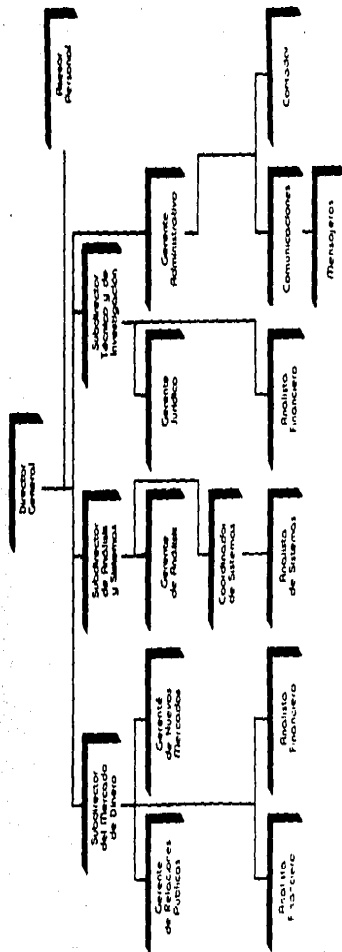 Director
General
Asesor
Personal
Subdirector
del Mercado
de Dinero
Subdirector
de Análisis
y Sistemas
Subdirector
Técnico y de
Investigación
Gerente
Administrativo
Gerente
de Relaciones
Públicas
Gerente
de Nuevos
Mercados
Gerente
de Análisis
Gerente
Jurídico
Coordinador
de Sistemas
Analista
Financiero
Analista
Financiero
Analista
de Sistemas
Analista
Financiero
Comunicaciones
Contador
Mensajeros